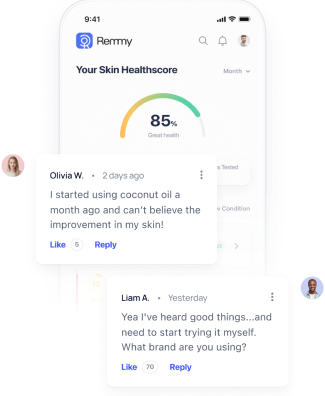 9:41
Remmy
Your Skin Healthscore
Month
85%
Great health
Tested
Olivia W. • 2 days ago
I started using coconut oil a
month ago and can't believe the
improvement in my skin!
Like 5 Reply
Condition
Liam A. • Yesterday
Yea I've heard good things...and
need to start trying it myself.
What brand are you using?
Like 70 Reply